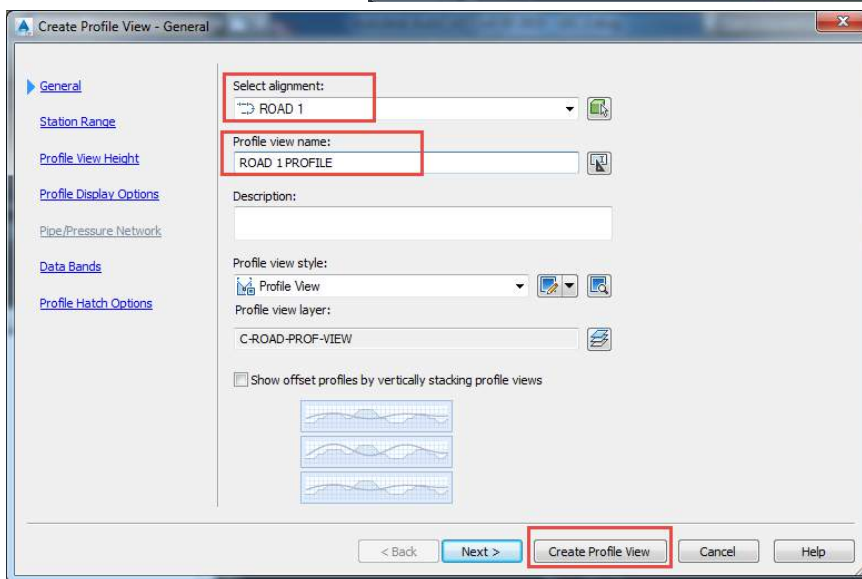 Create Profile View - General
General
Station Range
Profile View Height
Profile Display Options
Pipe/Pressure Network
Data Bands
Profile Hatch Options
Select alignment:
ROAD 1
Profile view name:
ROAD 1 PROFILE
Description:
Profile view style:
Profile View
Profile view layer:
C-ROAD-PROF-VIEW
Show offset profiles by vertically stacking profile views
< Back Next > Create Profile View Cancel Help